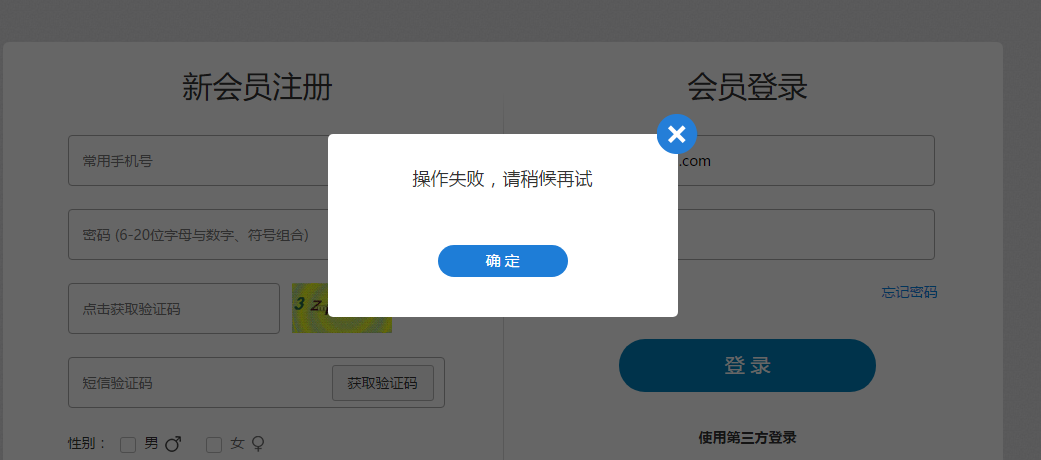 新会员注册
常用手机号
密码 (6-20位字母与数字、符号组合)
点击获取验证码
3 Z
短信验证码
获取验证码
性别：
男
女
会员登录
.com
忘记密码
登 录
使用第三方登录
操作失败，请稍候再试
确 定